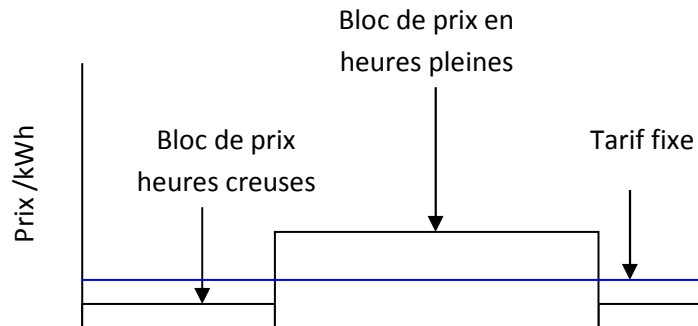 Bloc de prix en
heures pleines
Bloc de prix
heures creuses
Tarif fixe
Prix /kWh